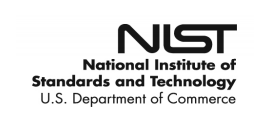 NIST
National Institute of
Standards and Technology
U.S. Department of Commerce